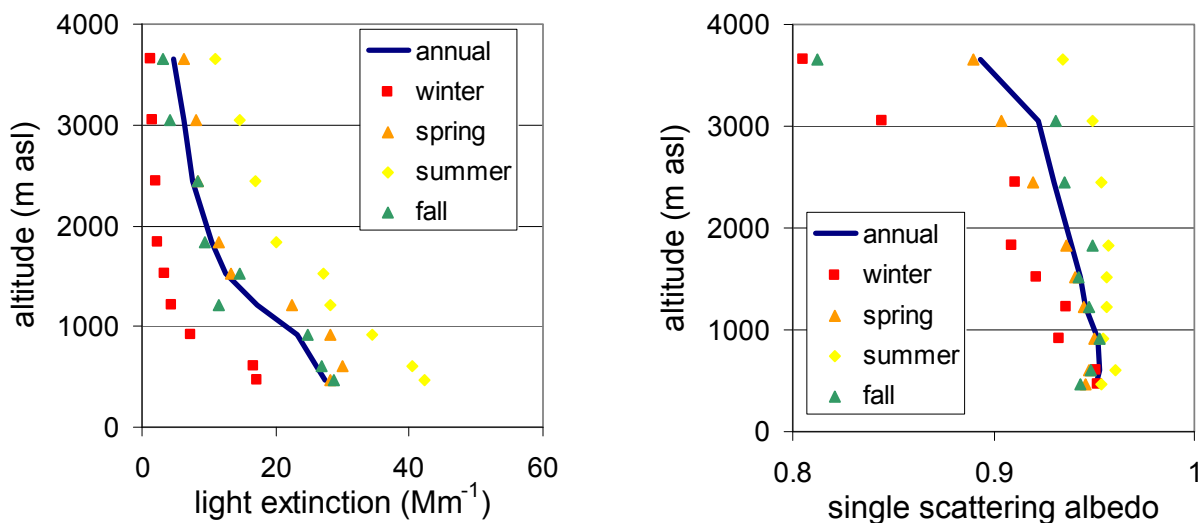 4000
3000
2000
1000
0
altitude (m asl)
annual
winter
spring
summer
fall
0
20
40
60
light extinction (Mm⁻¹)
4000
3000
2000
1000
0
altitude (m asl)
annual
winter
spring
summer
fall
0.8
0.9
1
single scattering albedo